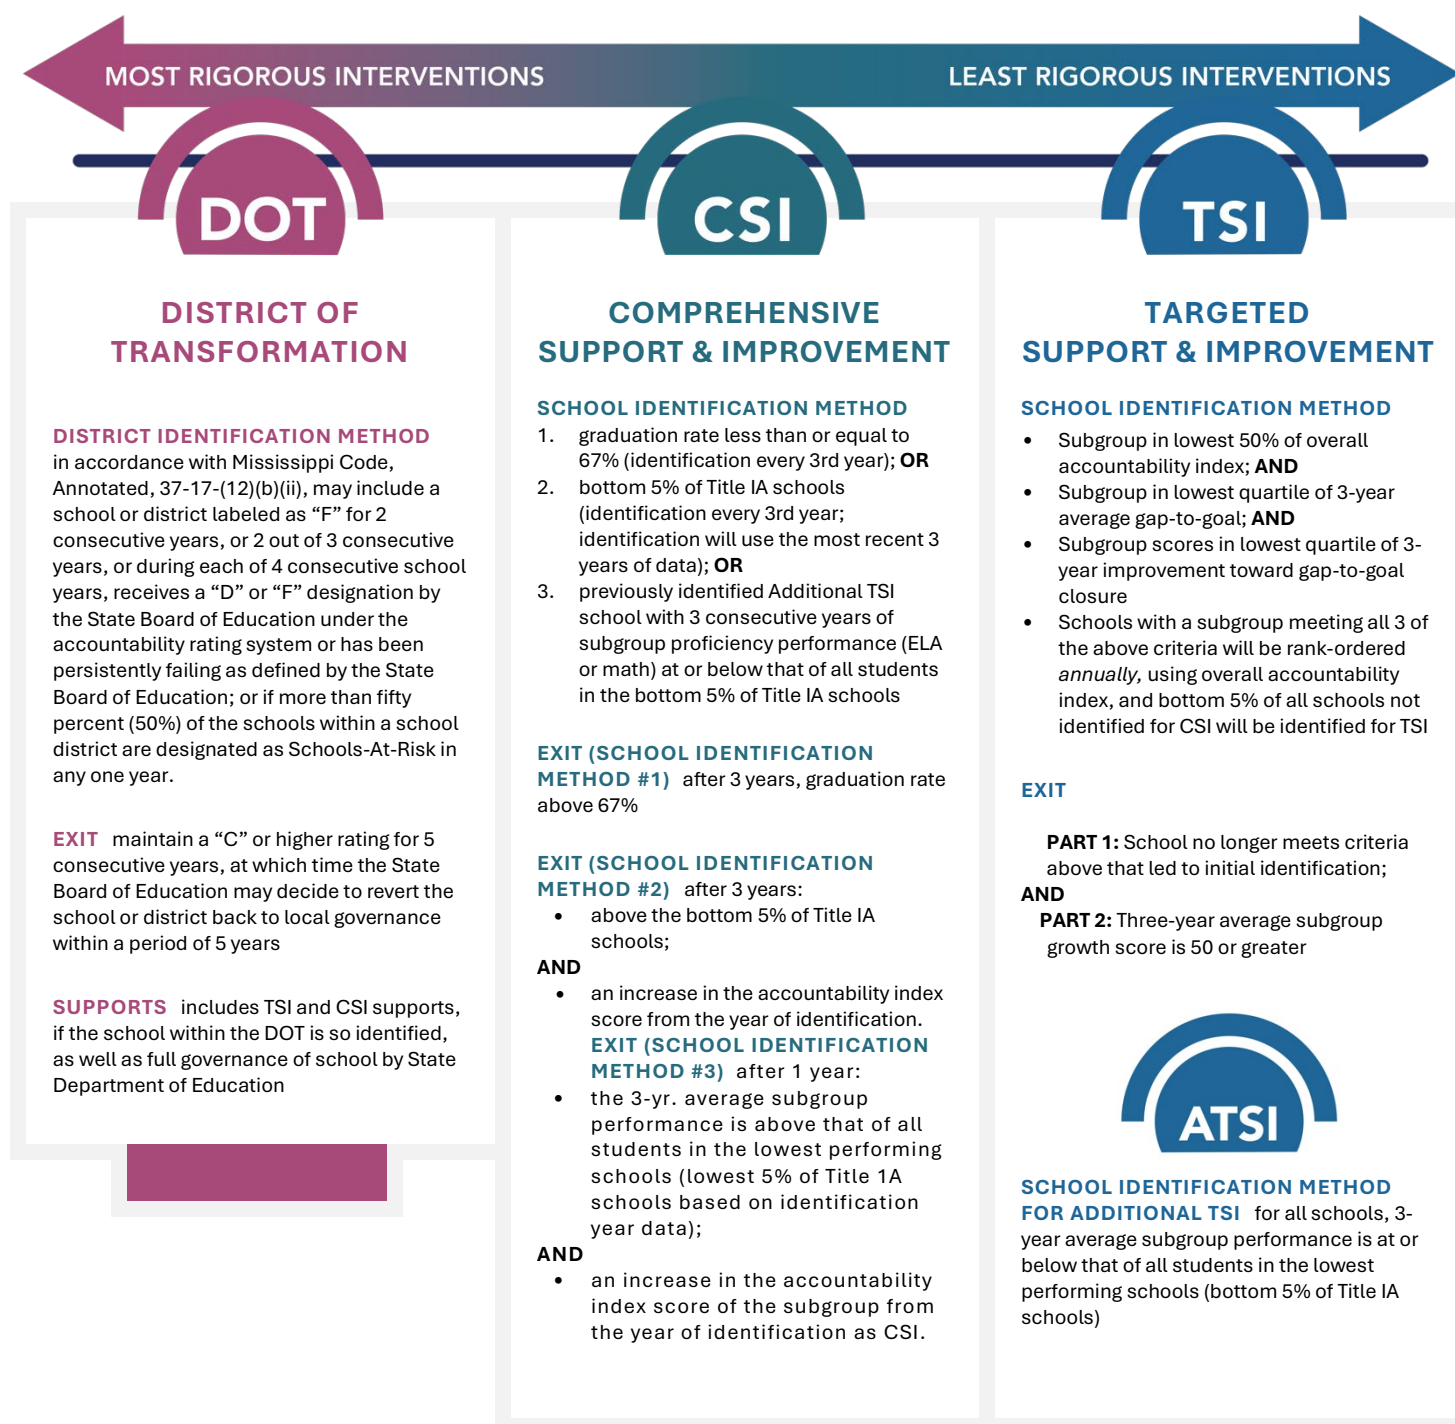 MOST RIGOROUS INTERVENTIONS
LEAST RIGOROUS INTERVENTIONS
DOT
DISTRICT OF
TRANSFORMATION
DISTRICT IDENTIFICATION METHOD
in accordance with Mississippi Code,
Annotated, 37-17-(12)(b)(ii), may include a
school or district labeled as “F” for 2
consecutive years, or 2 out of 3 consecutive
years, or during each of 4 consecutive school
years, receives a “D” or “F” designation by
the State Board of Education under the
accountability rating system or has been
persistently failing as defined by the State
Board of Education; or if more than fifty
percent (50%) of the schools within a school
district are designated as Schools-At-Risk in
any one year.
EXIT maintain a “C” or higher rating for 5
consecutive years, at which time the State
Board of Education may decide to revert the
school or district back to local governance
within a period of 5 years
SUPPORTS includes TSI and CSI supports,
if the school within the DOT is so identified,
as well as full governance of school by State
Department of Education
CSI
COMPREHENSIVE
SUPPORT & IMPROVEMENT
SCHOOL IDENTIFICATION METHOD
1. graduation rate less than or equal to
67% (identification every 3rd year); OR
2. bottom 5% of Title IA schools
(identification every 3rd year;
identification will use the most recent 3
years of data); OR
3. previously identified Additional TSI
school with 3 consecutive years of
subgroup proficiency performance (ELA
or math) at or below that of all students
in the bottom 5% of Title IA schools
EXIT (SCHOOL IDENTIFICATION
METHOD #1) after 3 years, graduation rate
above 67%
EXIT (SCHOOL IDENTIFICATION
METHOD #2) after 3 years:
• above the bottom 5% of Title IA
schools;
AND
• an increase in the accountability index
score from the year of identification.
EXIT (SCHOOL IDENTIFICATION
METHOD #3) after 1 year:
• the 3-yr. average subgroup
performance is above that of all
students in the lowest performing
schools (lowest 5% of Title 1A
schools based on identification
year data);
AND
• an increase in the accountability
index score of the subgroup from
the year of identification as CSI.
TSI
TARGETED
SUPPORT & IMPROVEMENT
SCHOOL IDENTIFICATION METHOD
• Subgroup in lowest 50% of overall
accountability index; AND
• Subgroup in lowest quartile of 3-year
average gap-to-goal; AND
• Subgroup scores in lowest quartile of 3-
year improvement toward gap-to-goal
closure
• Schools with a subgroup meeting all 3 of
the above criteria will be rank-ordered
annually, using overall accountability
index, and bottom 5% of all schools not
identified for CSI will be identified for TSI
EXIT
PART 1: School no longer meets criteria
above that led to initial identification;
AND
PART 2: Three-year average subgroup
growth score is 50 or greater
ATSI
SCHOOL IDENTIFICATION METHOD
FOR ADDITIONAL TSI for all schools, 3-
year average subgroup performance is at or
below that of all students in the lowest
performing schools (bottom 5% of Title IA
schools)